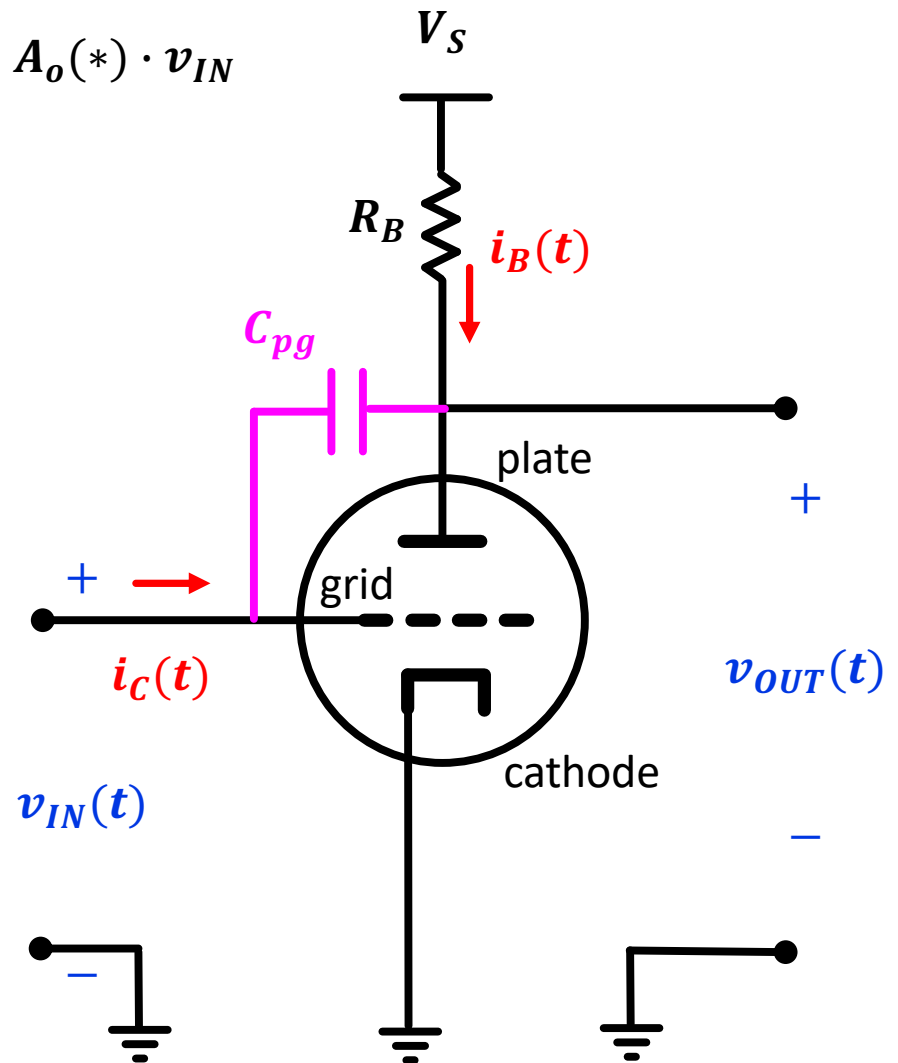 V_S
A_o(*) · v_IN
R_B
i_B(t)
C_pg
plate
+
+
grid
i_C(t)
v_OUT(t)
cathode
v_IN(t)
−
−